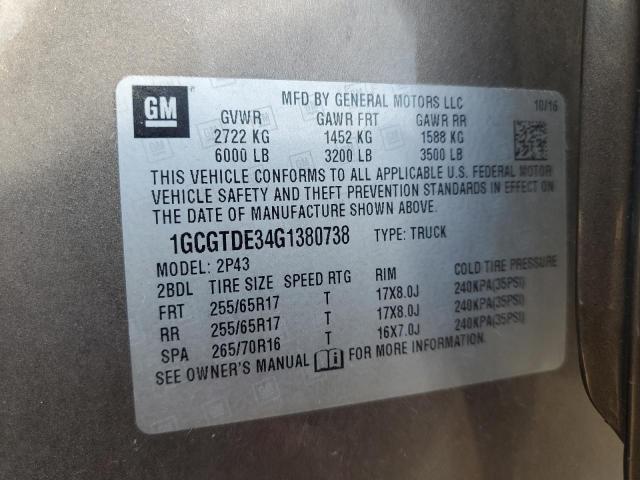 GM
MFD BY GENERAL MOTORS LLC 10/16
GVWR GAWR FRT GAWR RR
2722 KG 1452 KG 1588 KG
6000 LB 3200 LB 3500 LB
THIS VEHICLE CONFORMS TO ALL APPLICABLE U.S. FEDERAL MOTOR
VEHICLE SAFETY AND THEFT PREVENTION STANDARDS IN EFFECT ON
THE DATE OF MANUFACTURE SHOWN ABOVE.
1GCGTDE34G1380738 TYPE: TRUCK
MODEL: 2P43
2BDL TIRE SIZE SPEED RTG RIM COLD TIRE PRESSURE
FRT 255/65R17 T 17X8.0J 240KPA(35PSI)
RR 255/65R17 T 17X8.0J 240KPA(35PSI)
SPA 265/70R16 T 16X7.0J 240KPA(35PSI)
SEE OWNER'S MANUAL FOR MORE INFORMATION.